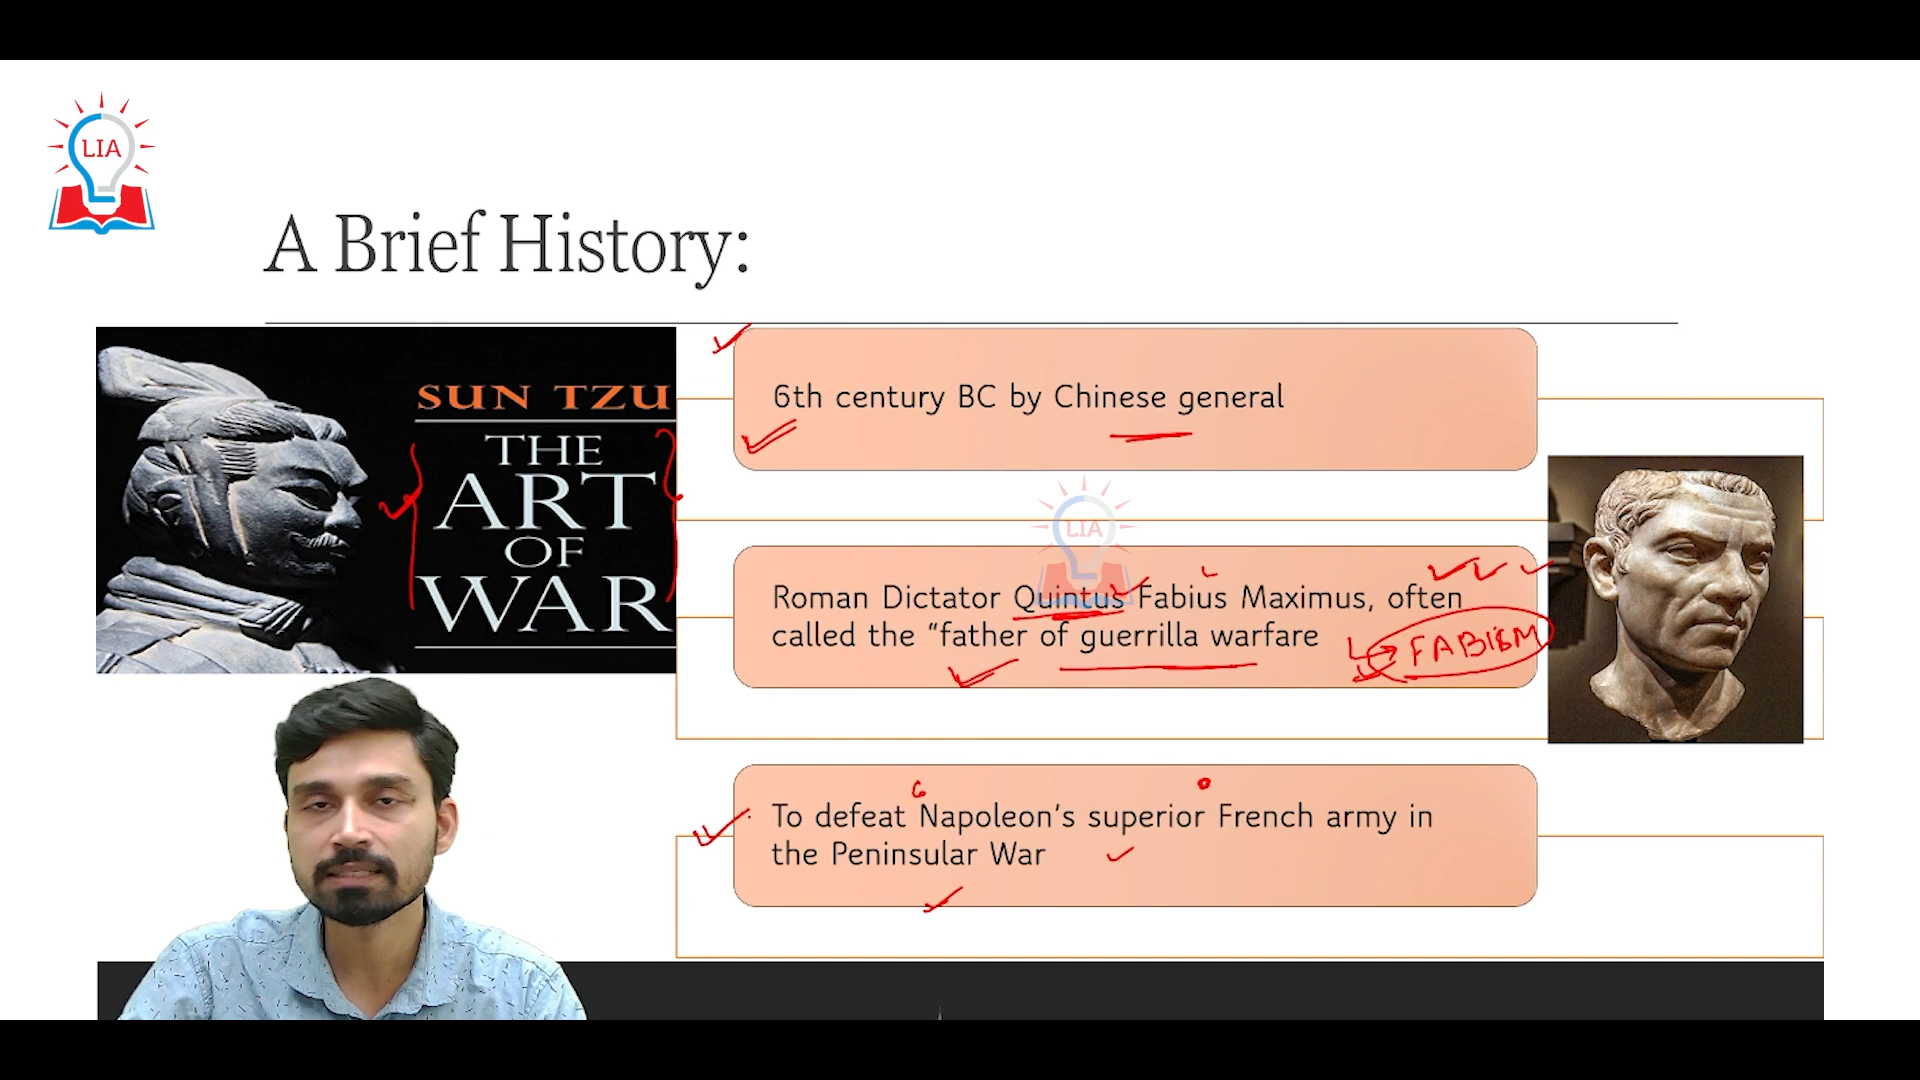 LIA
A Brief History:
SUN TZU
THE
ART
OF
WAR
6th century BC by Chinese general
LIA
Roman Dictator Quintus Fabius Maximus, often
called the “father of guerrilla warfare
FABISM
To defeat Napoleon’s superior French army in
the Peninsular War